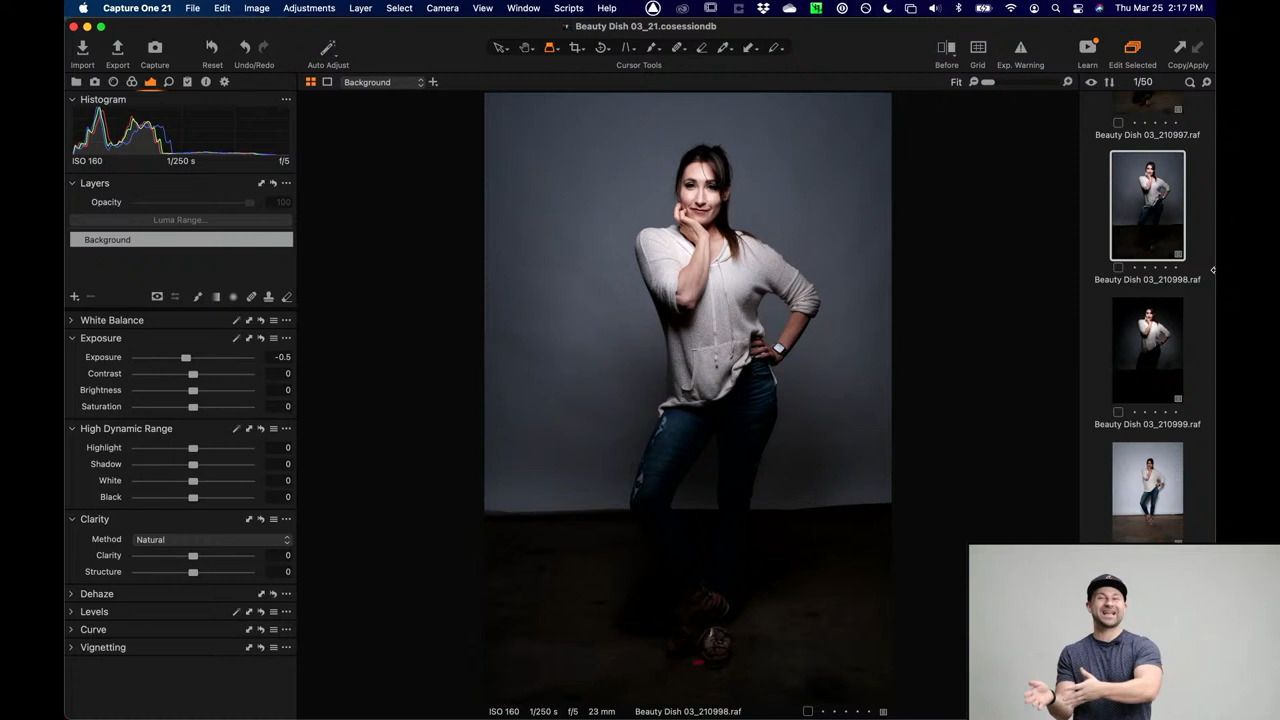 Capture One 21 File Edit Image Adjustments Layer Select Camera View Window Scripts Help Thu Mar 25 2:17 PM
Beauty Dish 03_21.cosessiondb
Import Export Capture Reset Undo/Redo Auto Adjust Cursor Tools Before Grid Exp. Warning Learn Edit Selected Copy/Apply
Background Fit 1/50
Histogram
ISO 160 1/250 s f/5
Layers
Opacity 100
Luma Range...
Background
White Balance
Exposure
Exposure -0.5
Contrast 0
Brightness 0
Saturation 0
High Dynamic Range
Highlight 0
Shadow 0
White 0
Black 0
Clarity
Method Natural
Clarity 0
Structure 0
Dehaze
Levels
Curve
Vignetting
Beauty Dish 03_210997.raf
Beauty Dish 03_210998.raf
Beauty Dish 03_210999.raf
ISO 160 1/250 s f/5 23 mm Beauty Dish 03_210998.raf